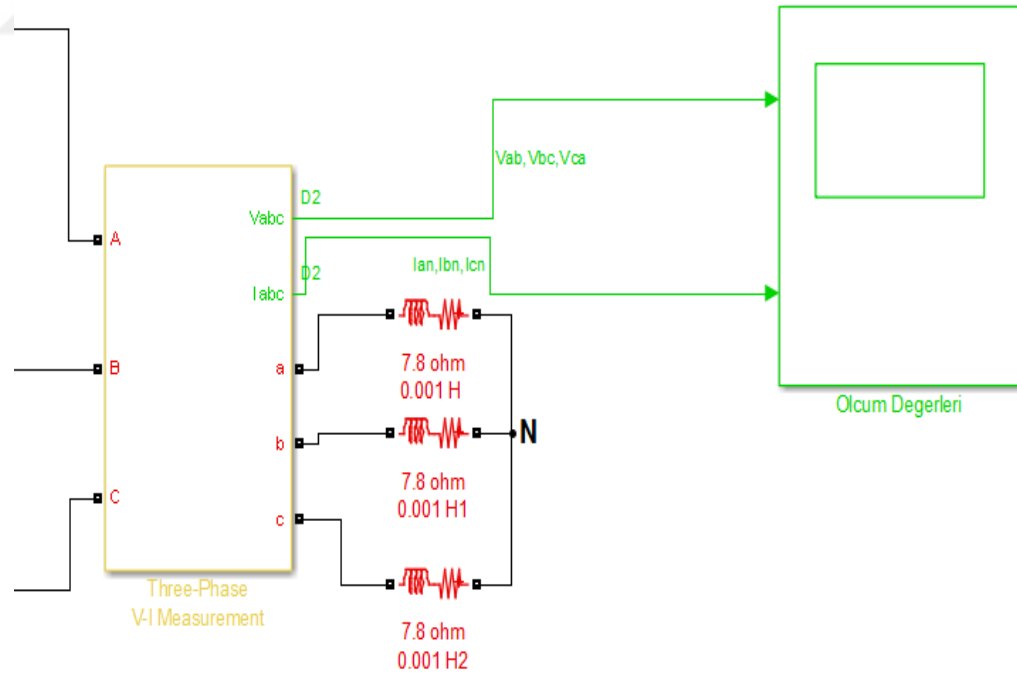 Vab,Vbc,Vca
D2
Vabc
A
Ian,Ibn,Icn
D2
Iabc
7.8 ohm
0.001 H
B
a
Olcum Degerleri
N
b
7.8 ohm
0.001 H1
C
c
Three-Phase
V-I Measurement
7.8 ohm
0.001 H2